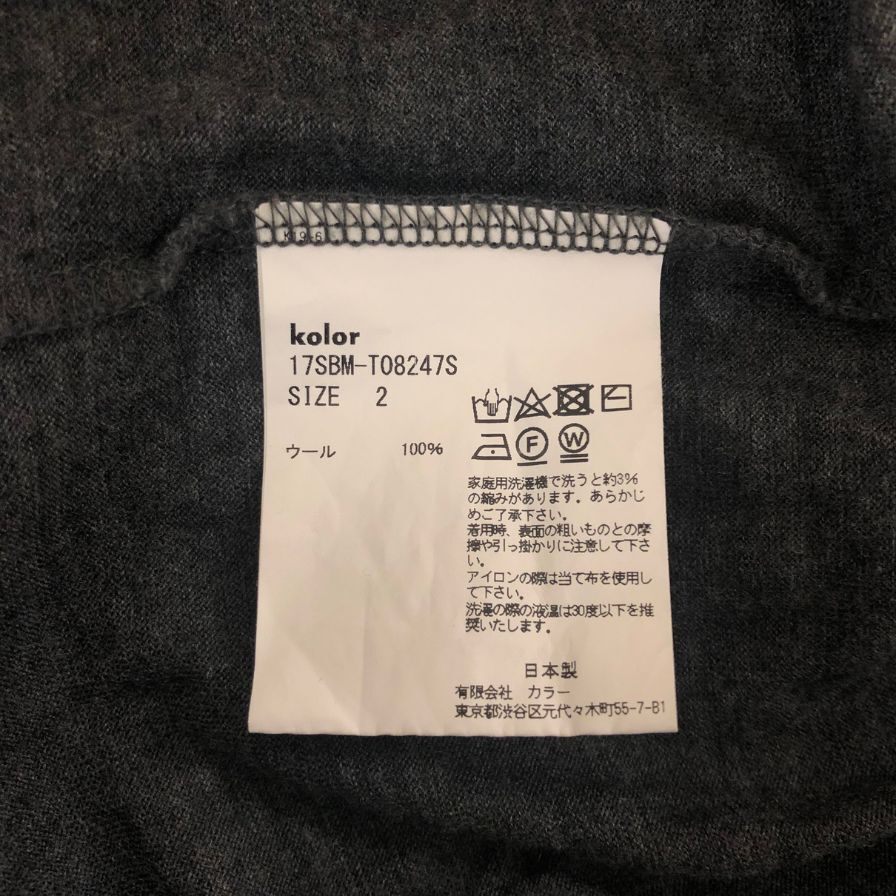 K19-6
kolor
17SBM-T08247S
SIZE 2
ウール 100%
F W
家庭用洗濯機で洗うと約3%
の縮みがあります。あらかじ
めご了承下さい。
着用時、表面の粗いものとの摩
擦や引っ掛かりに注意して下さ
い。
アイロンの際は当て布を使用し
て下さい。
洗濯の際の液温は30度以下を推
奨いたします。
日本製
有限会社 カラー
東京都渋谷区元代々木町55-7-B1